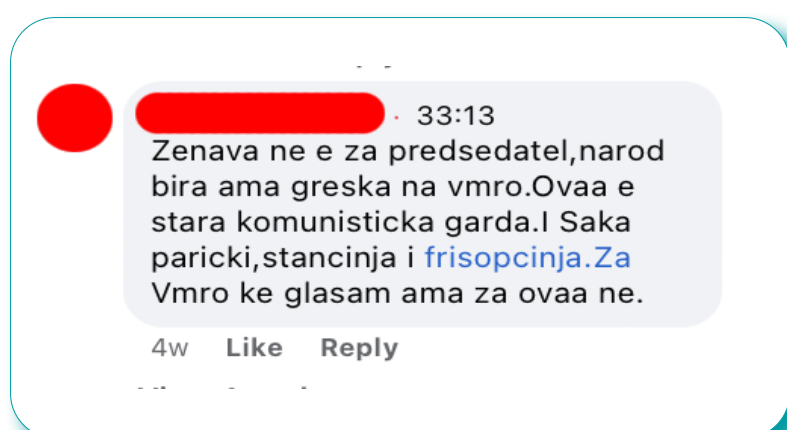 · 33:13
Zenava ne e za predsedatel,narod
bira ama greska na vmro.Ovaa e
stara komunisticka garda.I Saka
paricki,stancinja i frisopcinja.Za
Vmro ke glasam ama za ovaa ne.
4w Like Reply